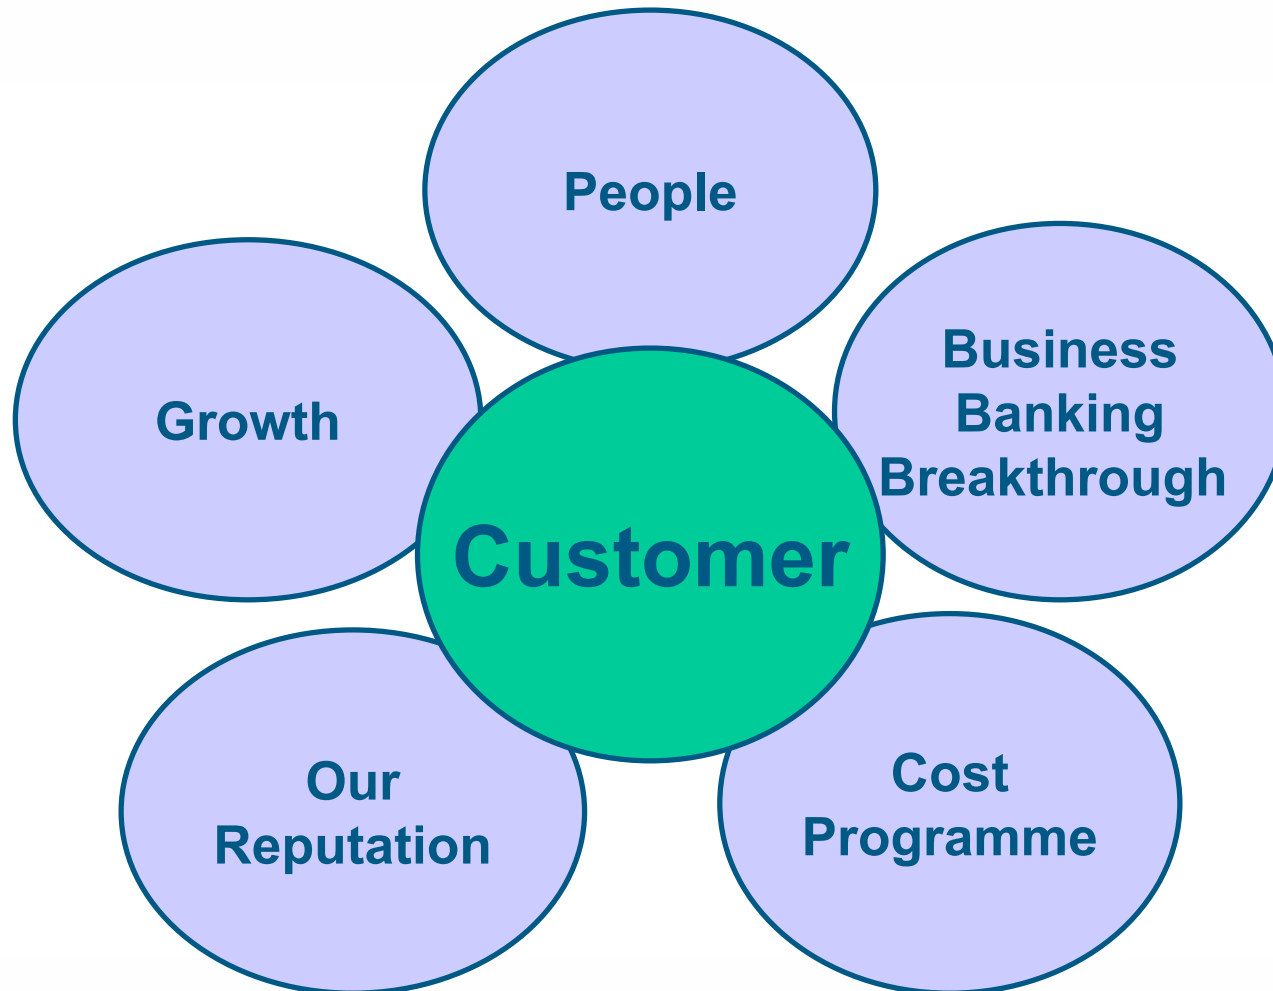 People
Business
Banking
Breakthrough
Growth
Customer
Cost
Programme
Our
Reputation